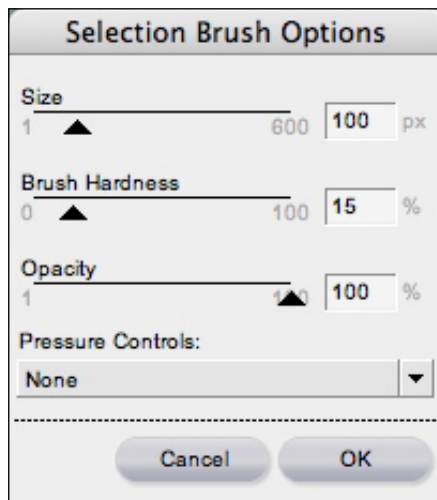 Selection Brush Options
Size
1 600 100 px
Brush Hardness
0 100 15 %
Opacity
1 100 100 %
Pressure Controls:
None
Cancel OK